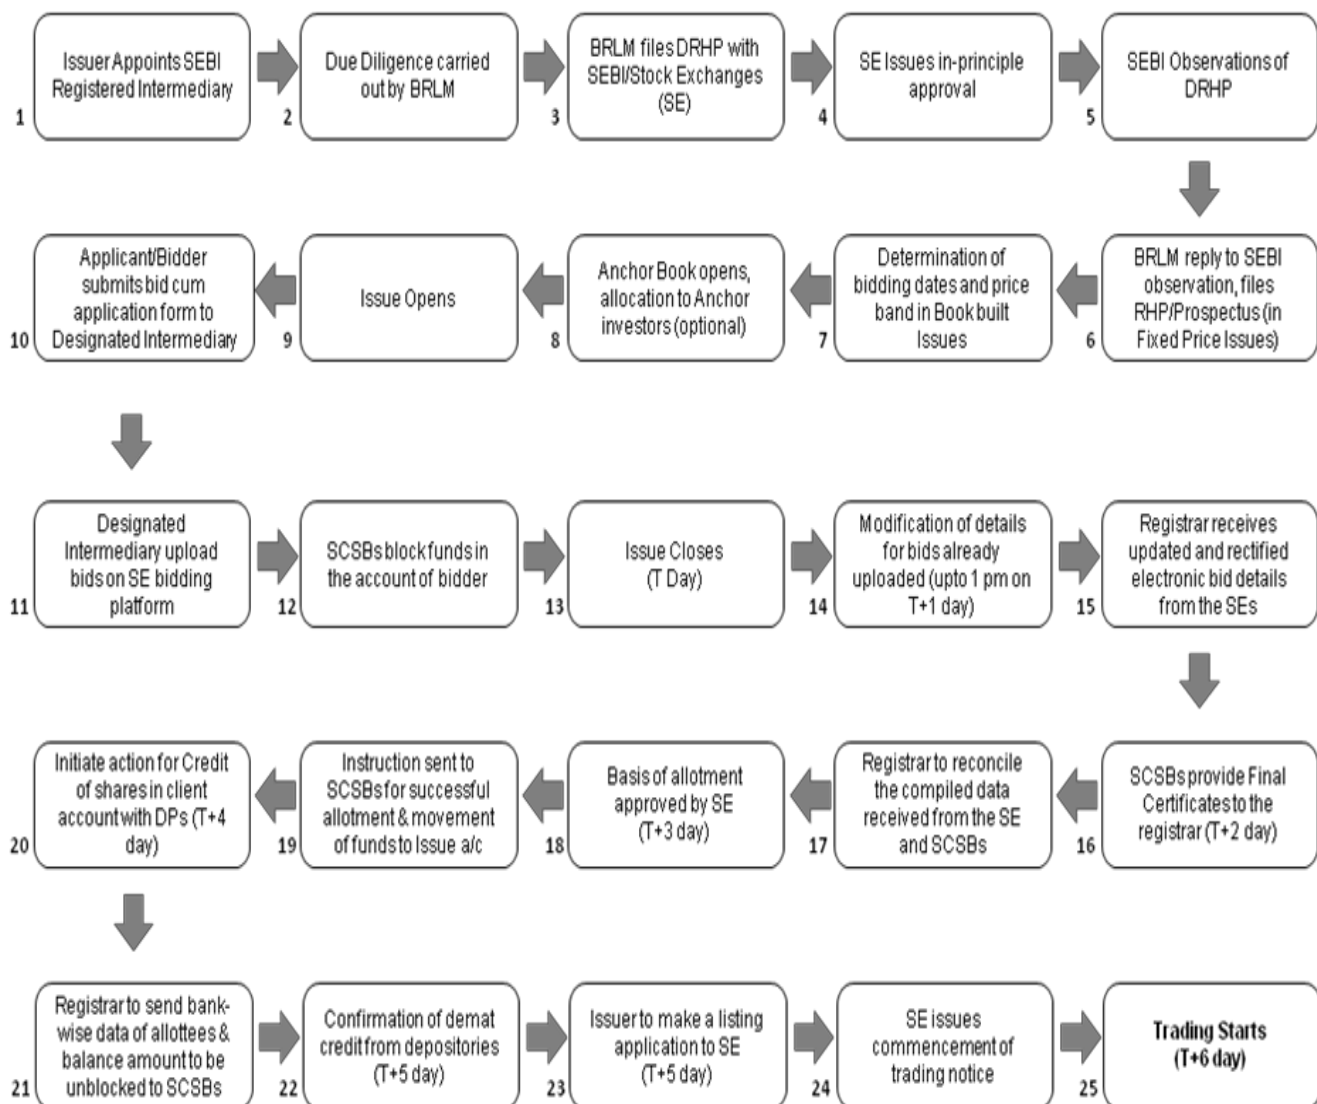 Issuer Appoints SEBI
Registered Intermediary
1
Due Diligence carried
out by BRLM
2
BRLM files DRHP with
SEBI/Stock Exchanges
(SE)
3
SE Issues in-principle
approval
4
SEBI Observations of
DRHP
5
BRLM reply to SEBI
observation, files
RHP/Prospectus (in
Fixed Price Issues)
6
Determination of
bidding dates and price
band in Book built
Issues
7
Anchor Book opens,
allocation to Anchor
investors (optional)
8
Issue Opens
9
Applicant/Bidder
submits bid cum
application form to
Designated Intermediary
10
Designated
Intermediary upload
bids on SE bidding
platform
11
SCSBs block funds in
the account of bidder
12
Issue Closes
(T Day)
13
Modification of details
for bids already
uploaded (upto 1 pm on
T+1 day)
14
Registrar receives
updated and rectified
electronic bid details
from the SEs
15
SCSBs provide Final
Certificates to the
registrar (T+2 day)
16
Registrar to reconcile
the compiled data
received from the SE
and SCSBs
17
Basis of allotment
approved by SE
(T+3 day)
18
Instruction sent to
SCSBs for successful
allotment & movement
of funds to Issue a/c
19
Initiate action for Credit
of shares in client
account with DPs (T+4
day)
20
Registrar to send bank-
wise data of allottees &
balance amount to be
unblocked to SCSBs
21
Confirmation of demat
credit from depositories
(T+5 day)
22
Issuer to make a listing
application to SE
(T+5 day)
23
SE issues
commencement of
trading notice
24
Trading Starts
(T+6 day)
25